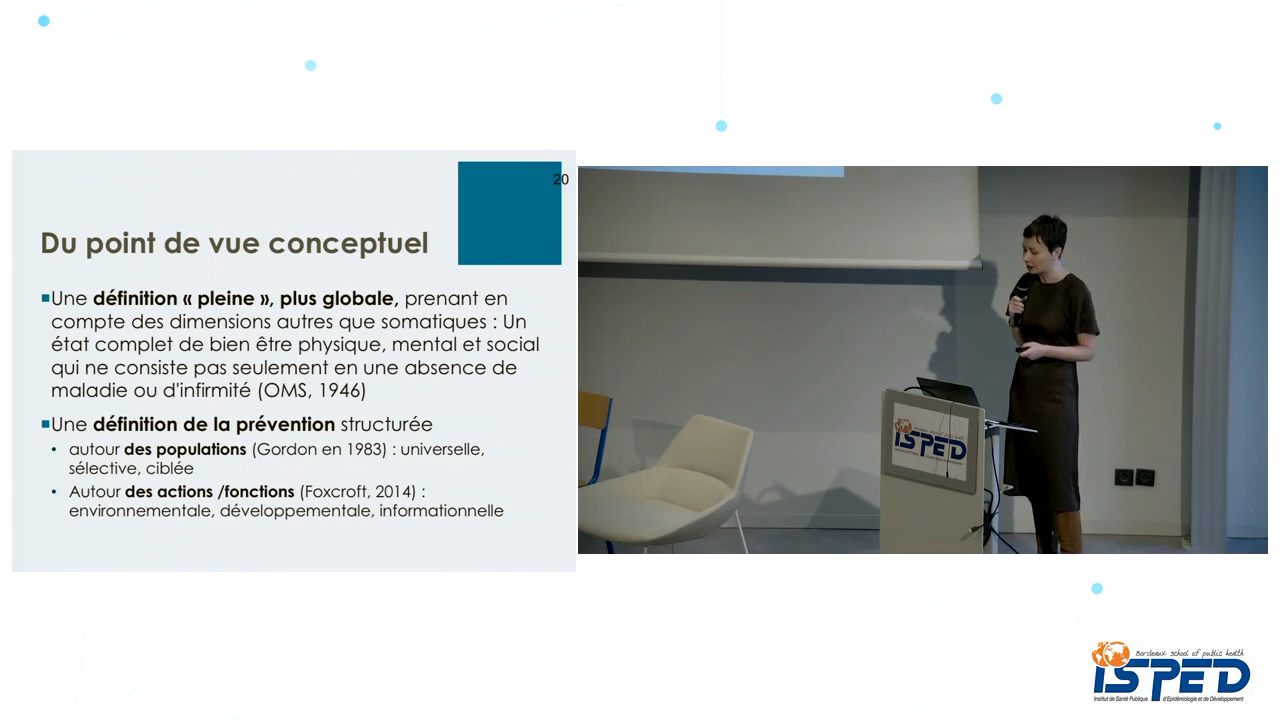 20
Du point de vue conceptuel
Une définition « pleine », plus globale, prenant en
compte des dimensions autres que somatiques : Un
état complet de bien être physique, mental et social
qui ne consiste pas seulement en une absence de
maladie ou d'infirmité (OMS, 1946)
Une définition de la prévention structurée
• autour des populations (Gordon en 1983) : universelle,
sélective, ciblée
• Autour des actions /fonctions (Foxcroft, 2014) :
environnementale, développementale, informationnelle
ISPED
Bordeaux school of public health
ISPED
Institut de Santé Publique d'Epidémiologie et de Développement